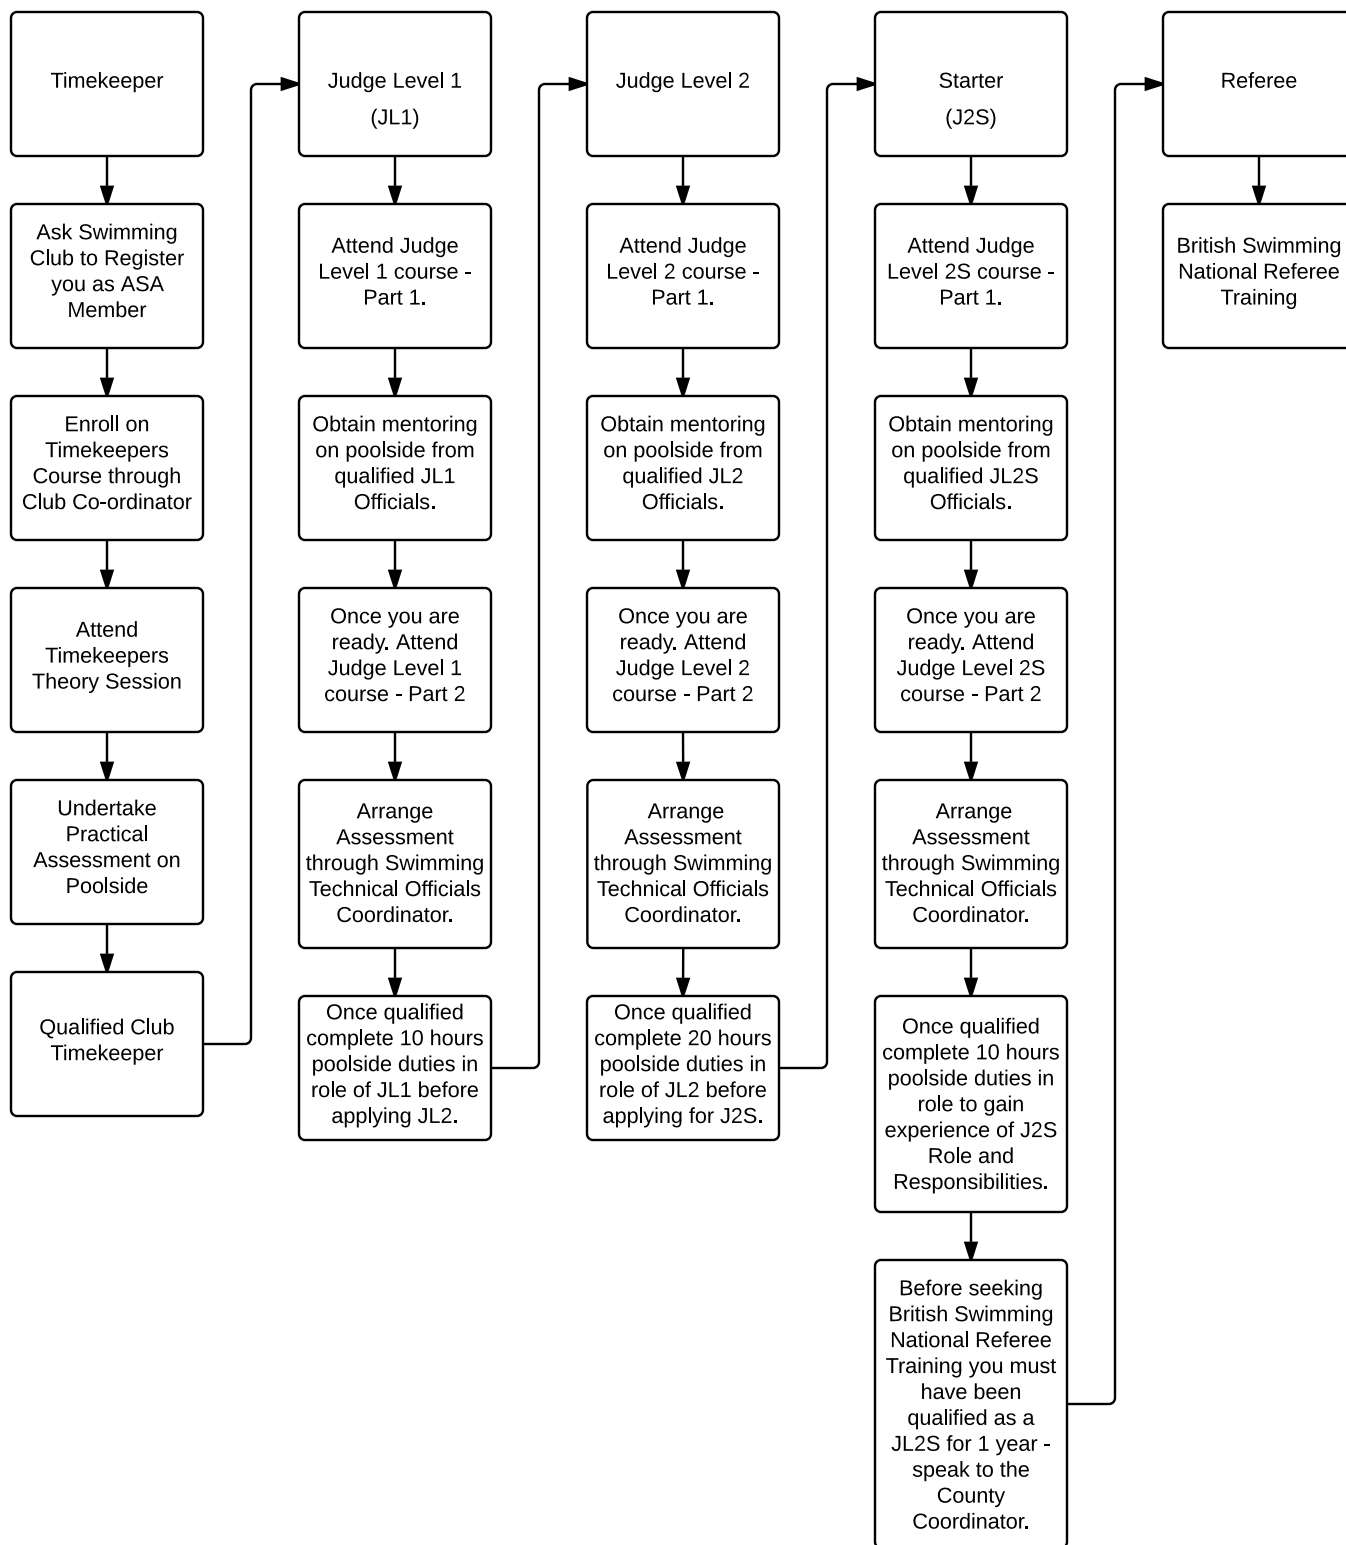 Timekeeper
Ask Swimming
Club to Register
you as ASA
Member
Enroll on
Timekeepers
Course through
Club Co-ordinator
Attend
Timekeepers
Theory Session
Undertake
Practical
Assessment on
Poolside
Qualified Club
Timekeeper
Judge Level 1
(JL1)
Attend Judge
Level 1 course -
Part 1.
Obtain mentoring
on poolside from
qualified JL1
Officials.
Once you are
ready. Attend
Judge Level 1
course - Part 2
Arrange
Assessment
through Swimming
Technical Officials
Coordinator.
Once qualified
complete 10 hours
poolside duties in
role of JL1 before
applying JL2.
Judge Level 2
Attend Judge
Level 2 course -
Part 1.
Obtain mentoring
on poolside from
qualified JL2
Officials.
Once you are
ready. Attend
Judge Level 2
course - Part 2
Arrange
Assessment
through Swimming
Technical Officials
Coordinator.
Once qualified
complete 20 hours
poolside duties in
role of JL2 before
applying for J2S.
Starter
(J2S)
Attend Judge
Level 2S course -
Part 1.
Obtain mentoring
on poolside from
qualified JL2S
Officials.
Once you are
ready. Attend
Judge Level 2S
course - Part 2
Arrange
Assessment
through Swimming
Technical Officials
Coordinator.
Once qualified
complete 10 hours
poolside duties in
role to gain
experience of J2S
Role and
Responsibilities.
Before seeking
British Swimming
National Referee
Training you must
have been
qualified as a
JL2S for 1 year -
speak to the
County
Coordinator.
Referee
British Swimming
National Referee
Training